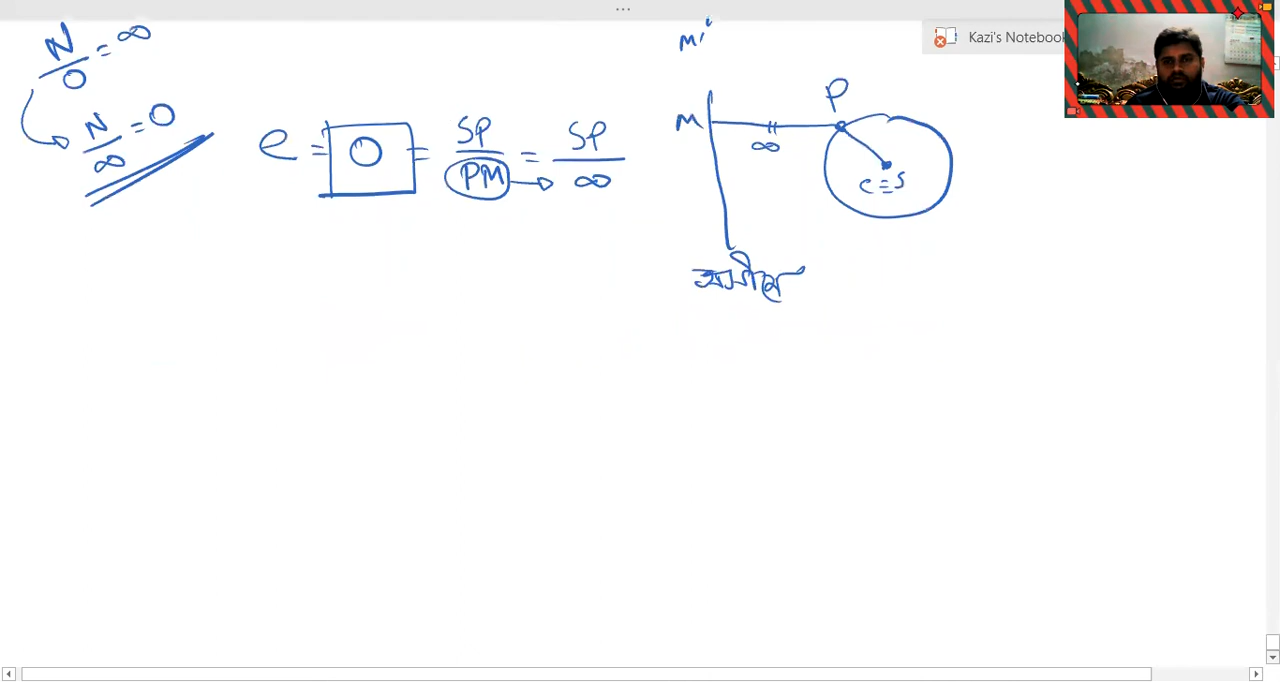 ...
M'
Kazi's Notebook
N/0 = ∞
N/∞ = 0
e = 0 = SP/PM = SP/∞
P
M
∞
C ≡ S
অসীমে